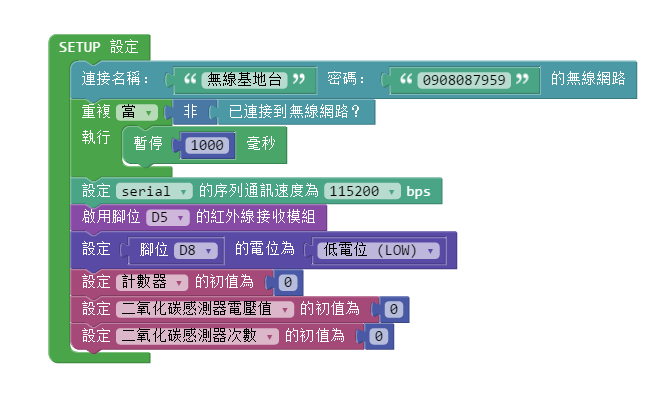 SETUP 設定
連接名稱： “ 無線基地台 ” 密碼： “ 0908087959 ” 的無線網路
重複 當 非 已連接到無線網路？
執行 暫停 1000 毫秒
設定 serial 的序列通訊速度為 115200 bps
啟用腳位 D5 的紅外線接收模組
設定 腳位 D8 的電位為 低電位 (LOW)
設定 計數器 的初值為 0
設定 二氧化碳感測器電壓值 的初值為 0
設定 二氧化碳感測器次數 的初值為 0